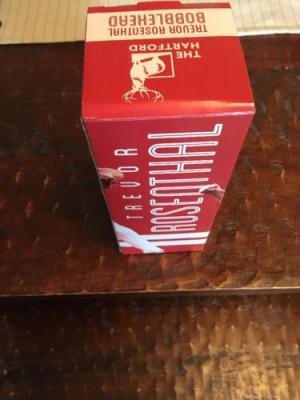 TREVOR ROSENTHAL
BOBBLEHEAD
THE
HARTFORD
TREVOR
ROSENTHAL